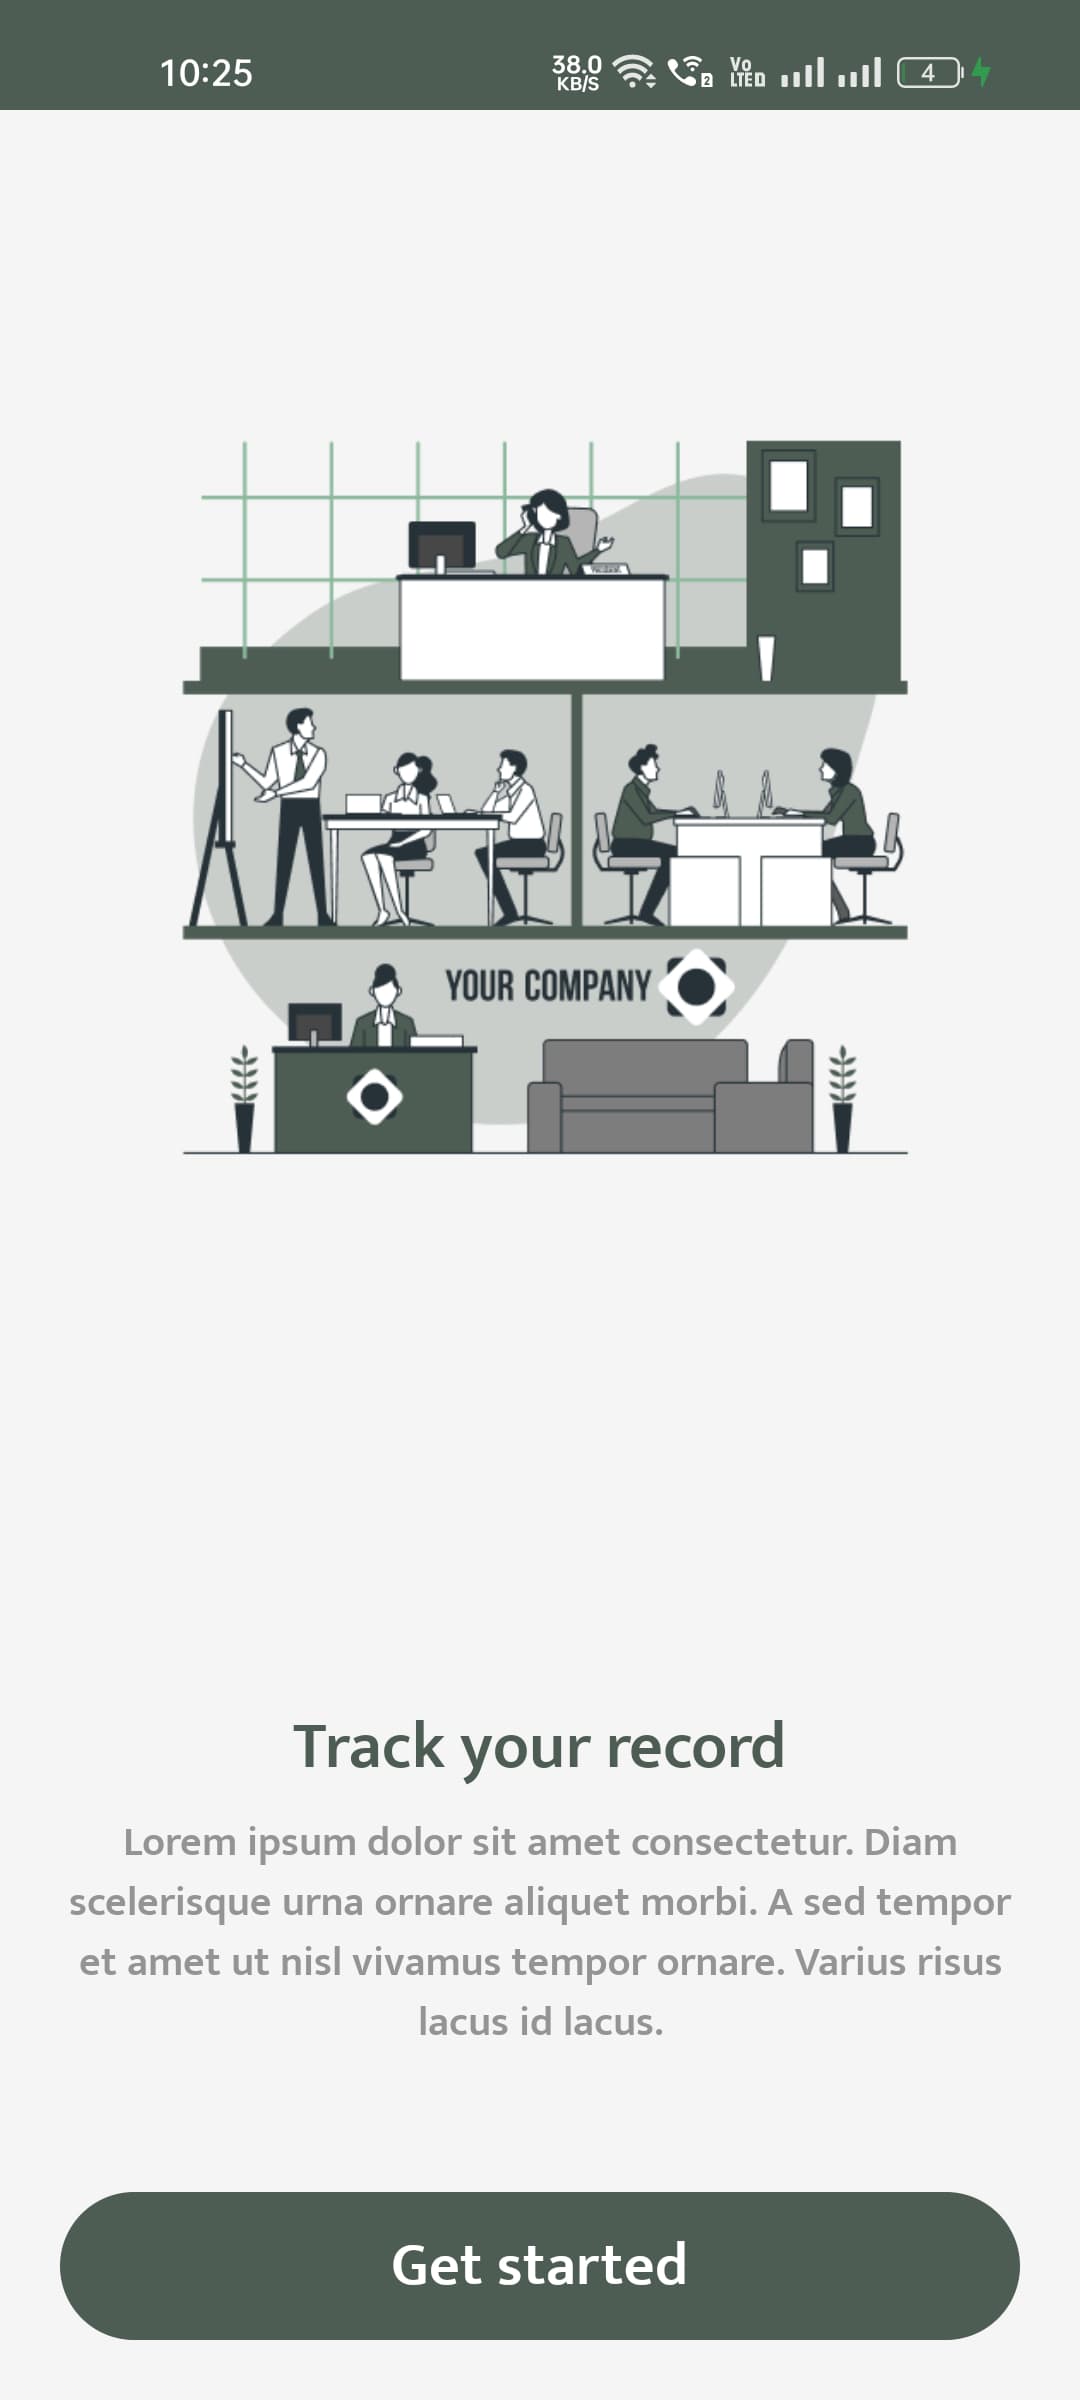 10:25
38.0
KB/S
2
Vo
LTE
4
YOUR COMPANY
Track your record
Lorem ipsum dolor sit amet consectetur. Diam
scelerisque urna ornare aliquet morbi. A sed tempor
et amet ut nisl vivamus tempor ornare. Varius risus
lacus id lacus.
Get started